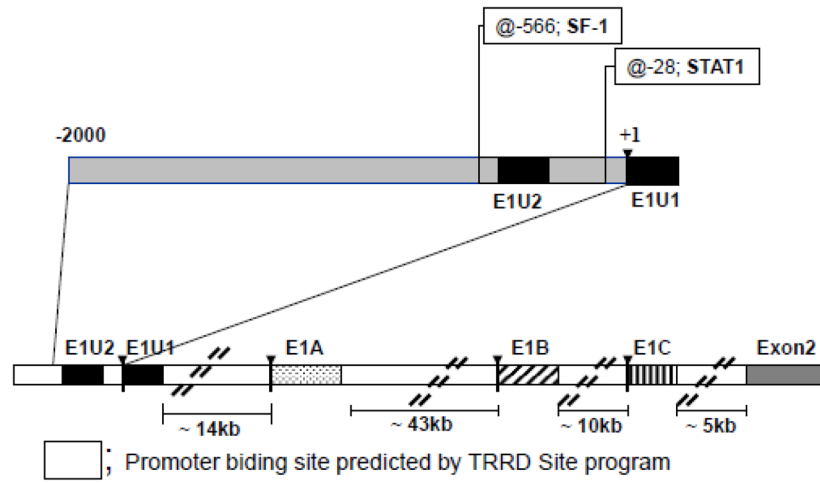 @-566; SF-1
@-28; STAT1
-2000
+1
E1U2
E1U1
E1U2 E1U1 E1A E1B E1C Exon2
~ 14kb ~ 43kb ~ 10kb ~ 5kb
; Promoter biding site predicted by TRRD Site program